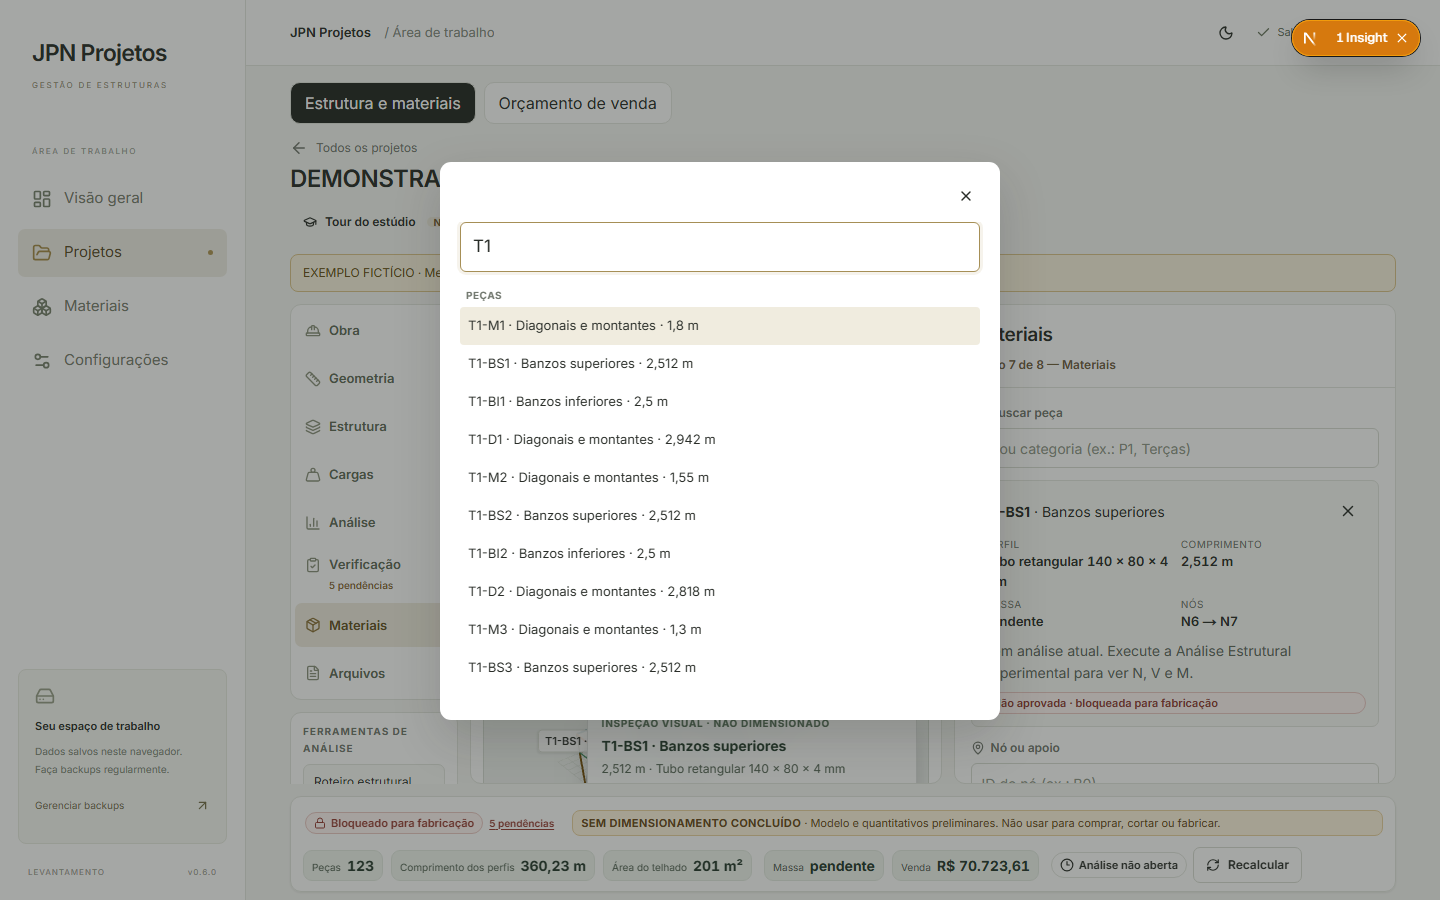 JPN Projetos
GESTÃO DE ESTRUTURAS
ÁREA DE TRABALHO
Visão geral
Projetos
Materiais
Configurações
Seu espaço de trabalho
Dados salvos neste navegador.
Faça backups regularmente.
Gerenciar backups
LEVANTAMENTO v0.6.0
JPN Projetos / Área de trabalho
1 Insight
Estrutura e materiais
Orçamento de venda
Todos os projetos
DEMONSTRA
Tour do estúdio
EXEMPLO FICTÍCIO · Me
Obra
Geometria
Estrutura
Cargas
Análise
Verificação
5 pendências
Materiais
Arquivos
FERRAMENTAS DE
ANÁLISE
Roteiro estrutural
T1
PEÇAS
T1-M1 · Diagonais e montantes · 1,8 m
T1-BS1 · Banzos superiores · 2,512 m
T1-BI1 · Banzos inferiores · 2,5 m
T1-D1 · Diagonais e montantes · 2,942 m
T1-M2 · Diagonais e montantes · 1,55 m
T1-BS2 · Banzos superiores · 2,512 m
T1-BI2 · Banzos inferiores · 2,5 m
T1-D2 · Diagonais e montantes · 2,818 m
T1-M3 · Diagonais e montantes · 1,3 m
T1-BS3 · Banzos superiores · 2,512 m
INSPEÇÃO VISUAL · NÃO DIMENSIONADO
T1-BS1 ·
T1-BS1 · Banzos superiores
2,512 m · Tubo retangular 140 × 80 × 4 mm
teriais
o 7 de 8 — Materiais
uscar peça
ou categoria (ex.: P1, Terças)
-BS1 · Banzos superiores
RFIL COMPRIMENTO
bo retangular 140 × 80 × 4 2,512 m
m
SSA NÓS
ndente N6 → N7
m análise atual. Execute a Análise Estrutural
perimental para ver N, V e M.
ão aprovada · bloqueada para fabricação
Nó ou apoio
ID do nó (ex.: B0)
Bloqueado para fabricação 5 pendências SEM DIMENSIONAMENTO CONCLUÍDO · Modelo e quantitativos preliminares. Não usar para comprar, cortar ou fabricar.
Peças 123 Comprimento dos perfis 360,23 m Área do telhado 201 m² Massa pendente Venda R$ 70.723,61 Análise não aberta Recalcular